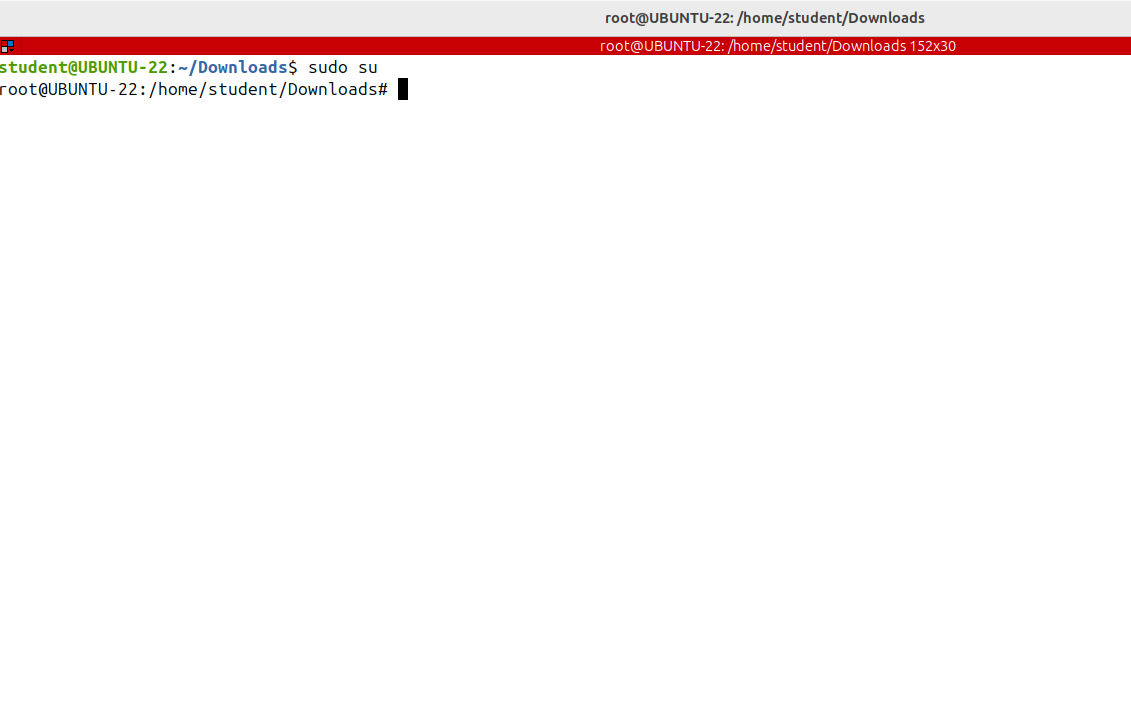 root@UBUNTU-22: /home/student/Downloads
root@UBUNTU-22: /home/student/Downloads 152x30
student@UBUNTU-22:~/Downloads$ sudo su
root@UBUNTU-22:/home/student/Downloads#